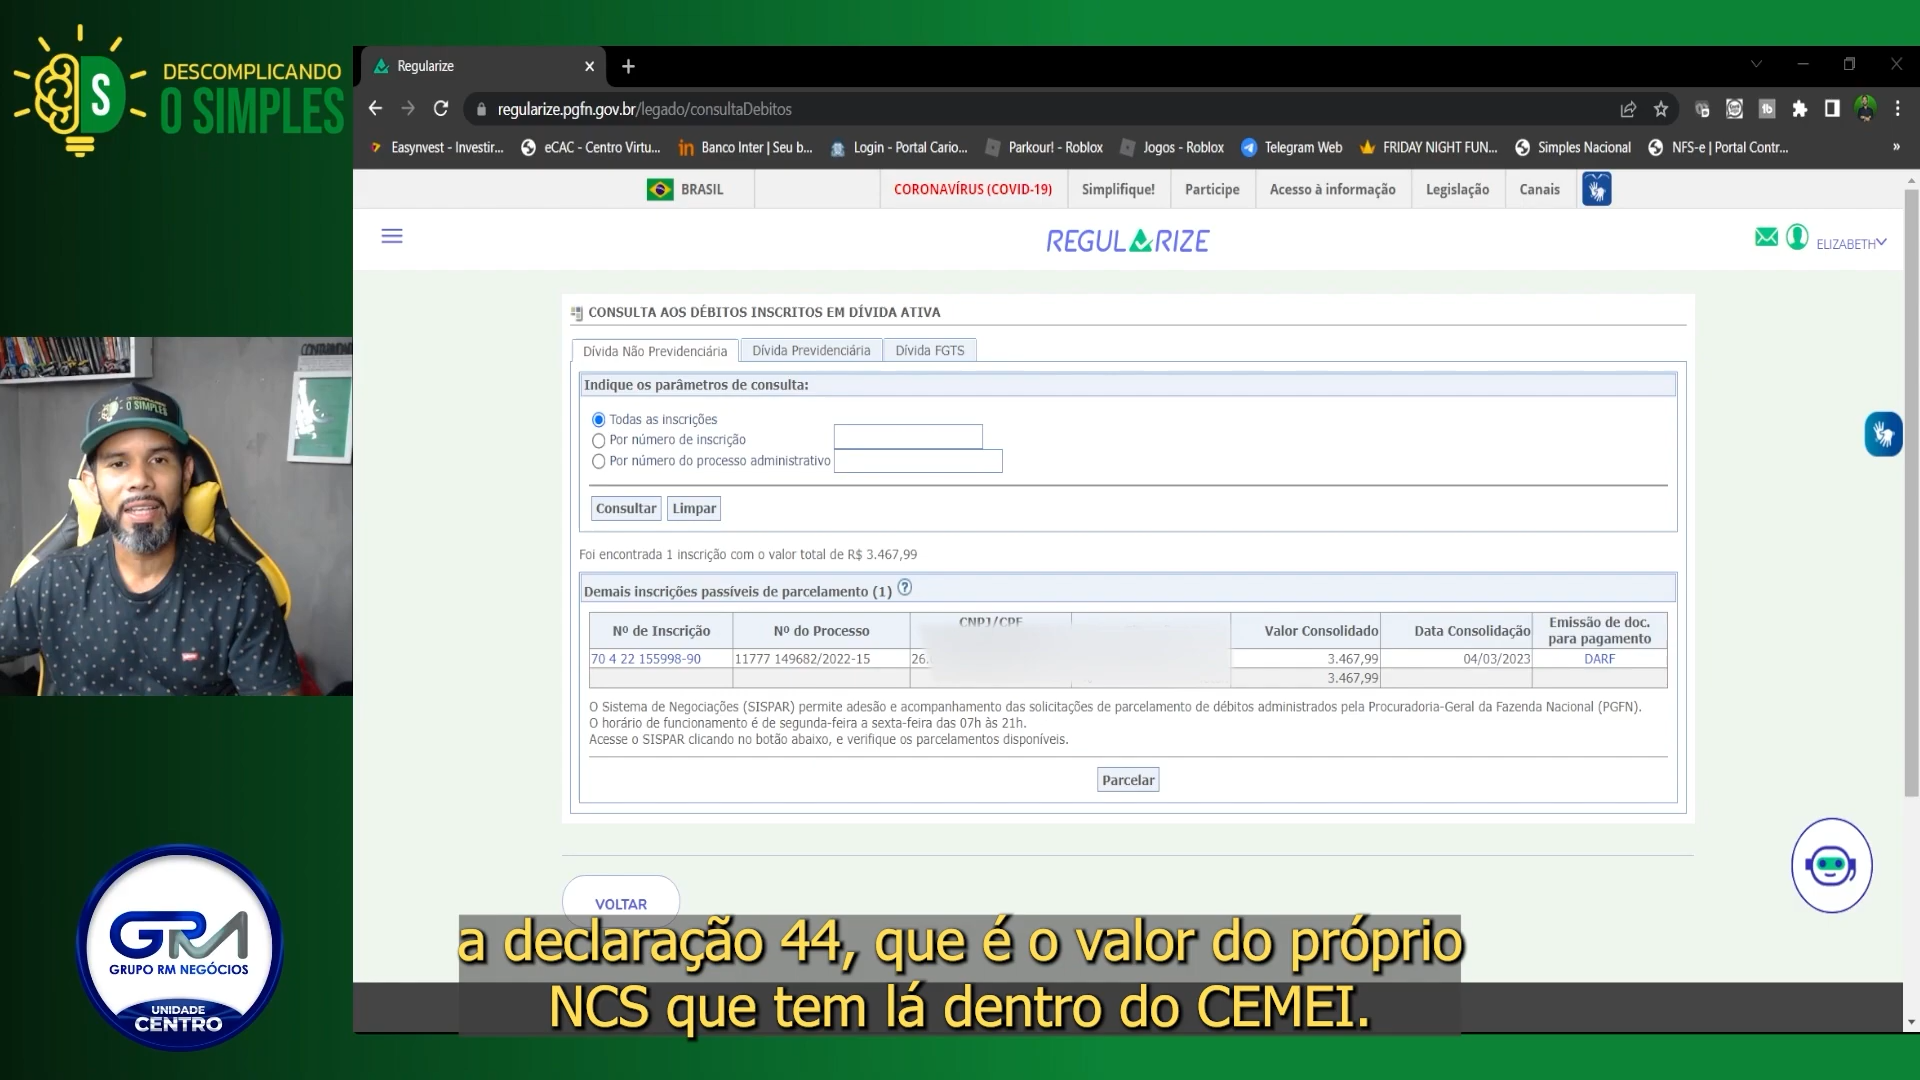 DESCOMPLICANDO
O SIMPLES
S
Regularize
regularize.pgfn.gov.br/legado/consultaDebitos
Easynvest - Investir...
eCAC - Centro Virtu...
Banco Inter | Seu b...
Login - Portal Cario...
Parkour! - Roblox
Jogos - Roblox
Telegram Web
FRIDAY NIGHT FUN...
Simples Nacional
NFS-e | Portal Contr...
BRASIL
CORONAVÍRUS (COVID-19)
Simplifique!
Participe
Acesso à informação
Legislação
Canais
REGULARIZE
ELIZABETH
CONSULTA AOS DÉBITOS INSCRITOS EM DÍVIDA ATIVA
Dívida Não Previdenciária
Dívida Previdenciária
Dívida FGTS
Indique os parâmetros de consulta:
Todas as inscrições
Por número de inscrição
Por número do processo administrativo
Consultar
Limpar
Foi encontrada 1 inscrição com o valor total de R$ 3.467,99
Demais inscrições passíveis de parcelamento (1)
Nº de Inscrição
Nº do Processo
CNPJ/CPF
Valor Consolidado
Data Consolidação
Emissão de doc.
para pagamento
70 4 22 155998-90
11777 149682/2022-15
26.
3.467,99
04/03/2023
DARF
3.467,99
O Sistema de Negociações (SISPAR) permite adesão e acompanhamento das solicitações de parcelamento de débitos administrados pela Procuradoria-Geral da Fazenda Nacional (PGFN).
O horário de funcionamento é de segunda-feira a sexta-feira das 07h às 21h.
Acesse o SISPAR clicando no botão abaixo, e verifique os parcelamentos disponíveis.
Parcelar
VOLTAR
O SIMPLES
GRM
GRUPO RM NEGÓCIOS
UNIDADE
CENTRO
a declaração 44, que é o valor do próprio
NCS que tem lá dentro do CEMEI.